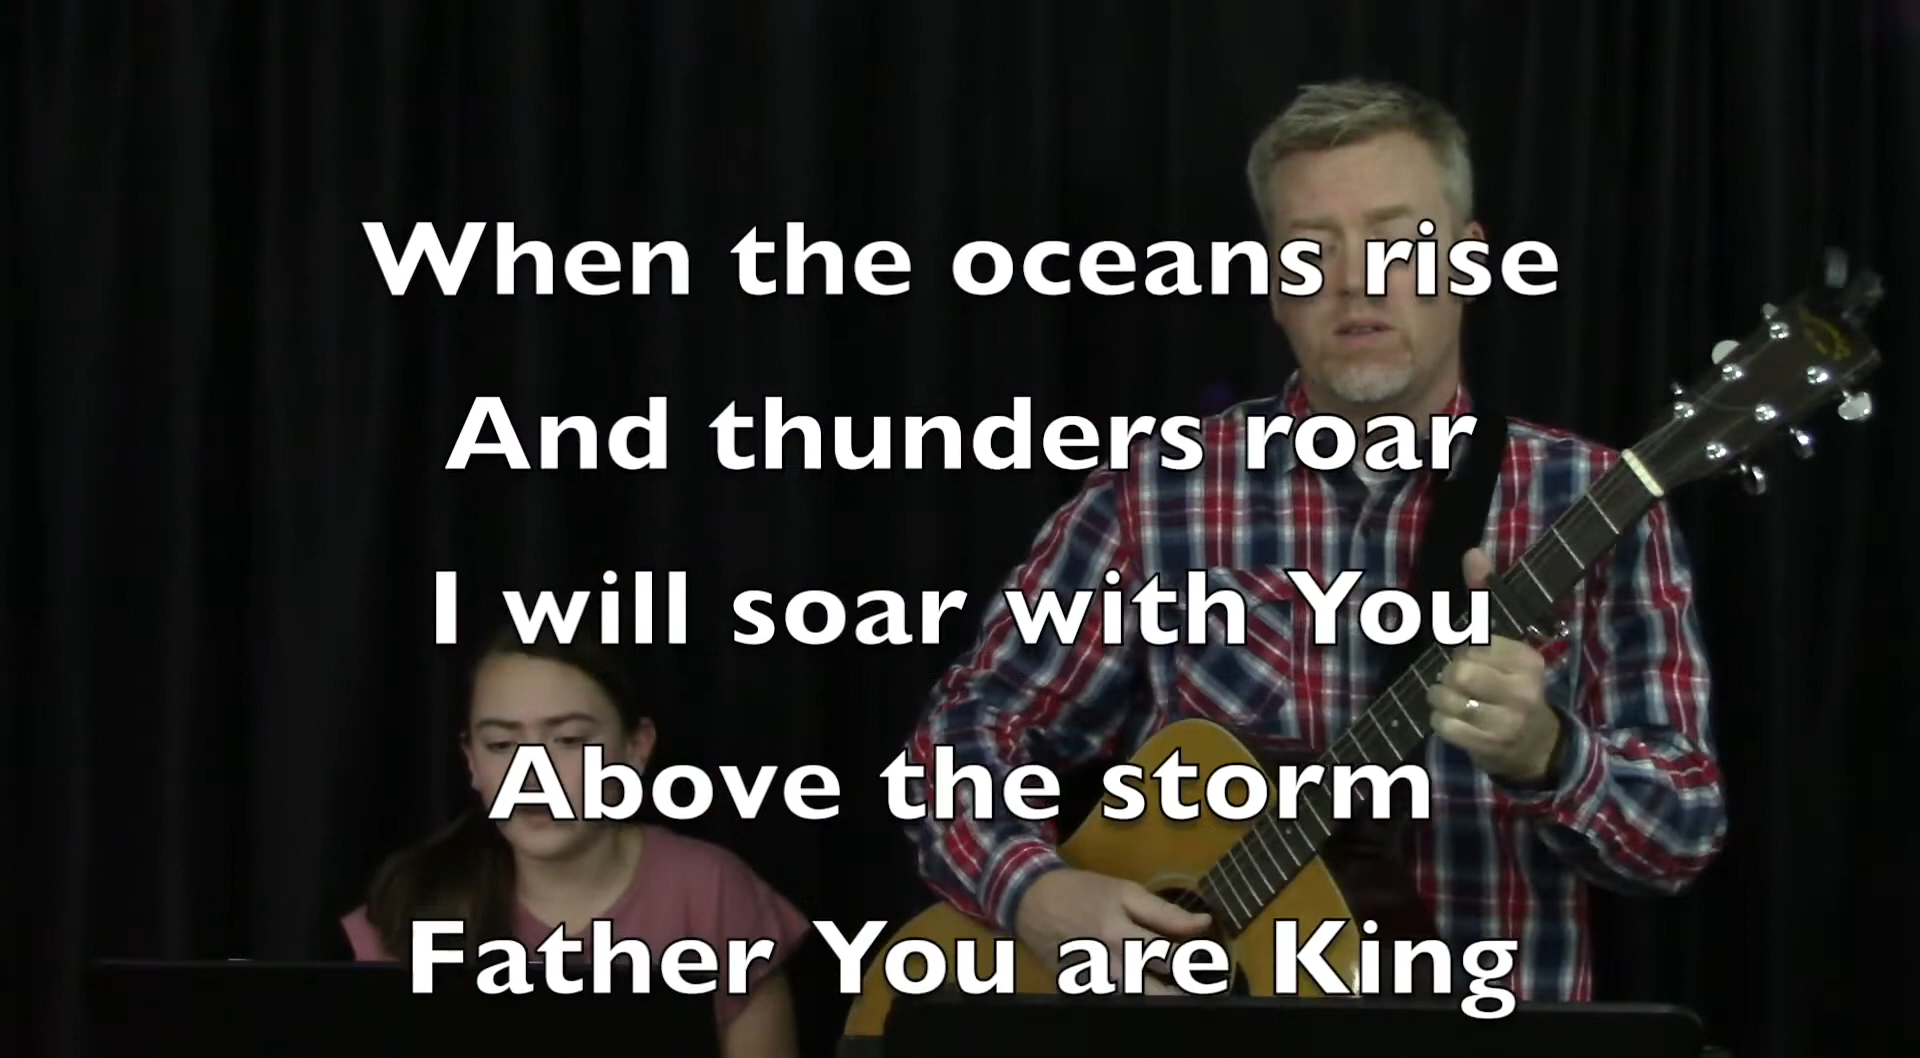 When the oceans rise
And thunders roar
I will soar with You
Above the storm
Father You are King